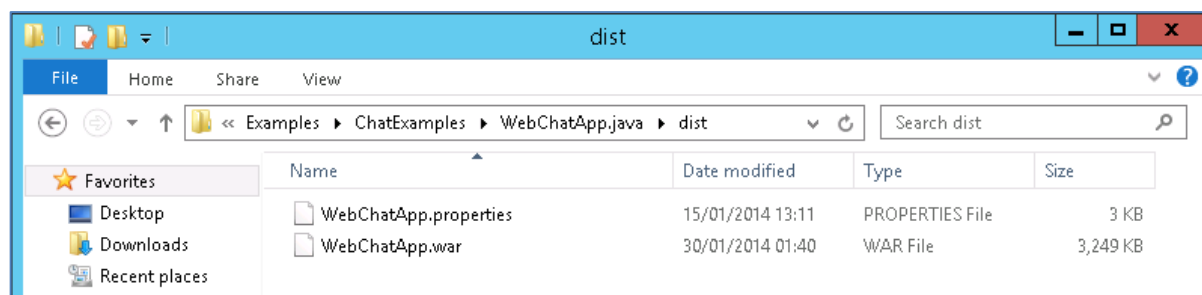 dist
File Home Share View
« Examples ▸ ChatExamples ▸ WebChatApp.java ▸ dist Search dist
Favorites Name Date modified Type Size
Desktop WebChatApp.properties 15/01/2014 13:11 PROPERTIES File 3 KB
Downloads WebChatApp.war 30/01/2014 01:40 WAR File 3,249 KB
Recent places